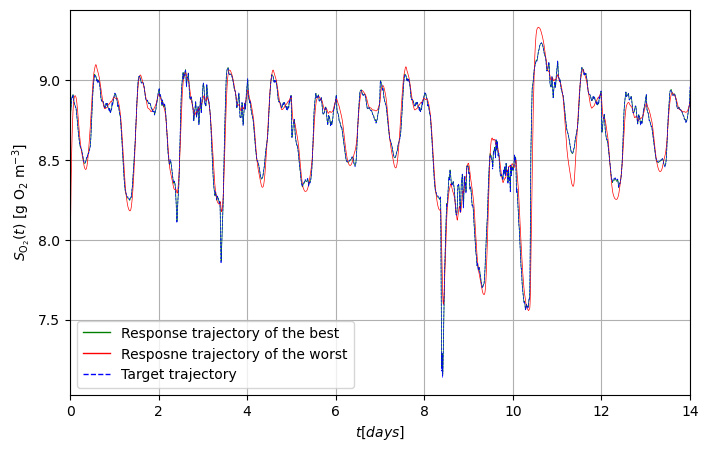 9.0
8.5
8.0
7.5
S_{O_2}(t) [g O_2 m^{-3}]
Response trajectory of the best
Resposne trajectory of the worst
Target trajectory
0 2 4 6 8 10 12 14
t[days]